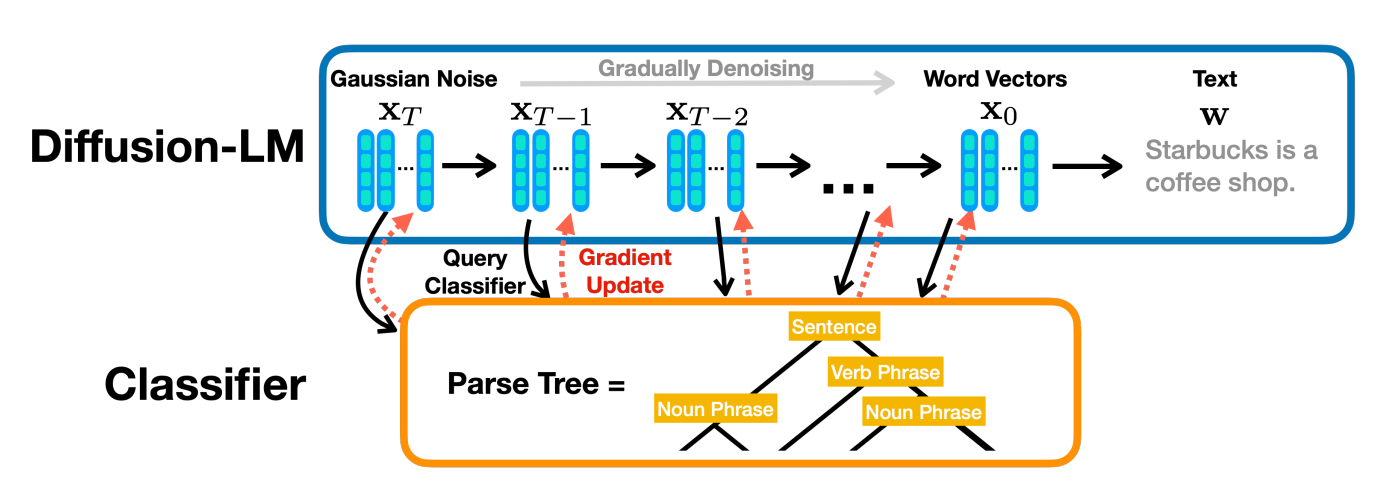 Diffusion-LM
Gaussian Noise
Gradually Denoising
Word Vectors
Text
x_T
x_{T-1}
x_{T-2}
x_0
w
...
...
...
...
...
Starbucks is a
coffee shop.
Query
Classifier
Gradient
Update
Classifier
Parse Tree =
Sentence
Verb Phrase
Noun Phrase
Noun Phrase